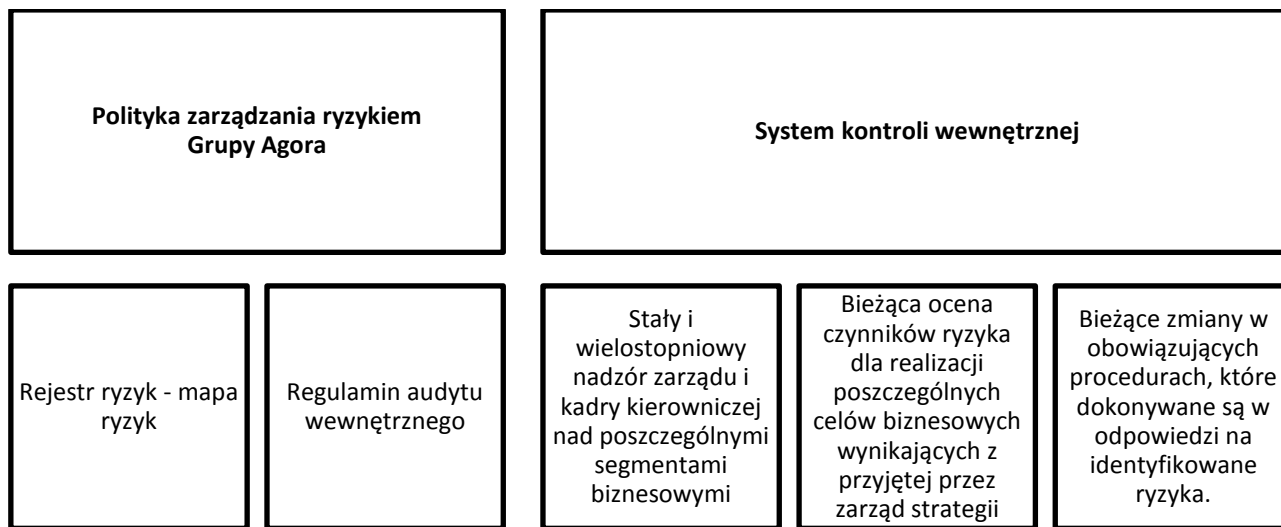 Polityka zarządzania ryzykiem
Grupy Agora
System kontroli wewnętrznej
Rejestr ryzyk - mapa
ryzyk
Regulamin audytu
wewnętrznego
Stały i
wielostopniowy
nadzór zarządu i
kadry kierowniczej
nad poszczególnymi
segmentami
biznesowymi
Bieżąca ocena
czynników ryzyka
dla realizacji
poszczególnych
celów biznesowych
wynikających z
przyjętej przez
zarząd strategii
Bieżące zmiany w
obowiązujących
procedurach, które
dokonywane są w
odpowiedzi na
identyfikowane
ryzyka.